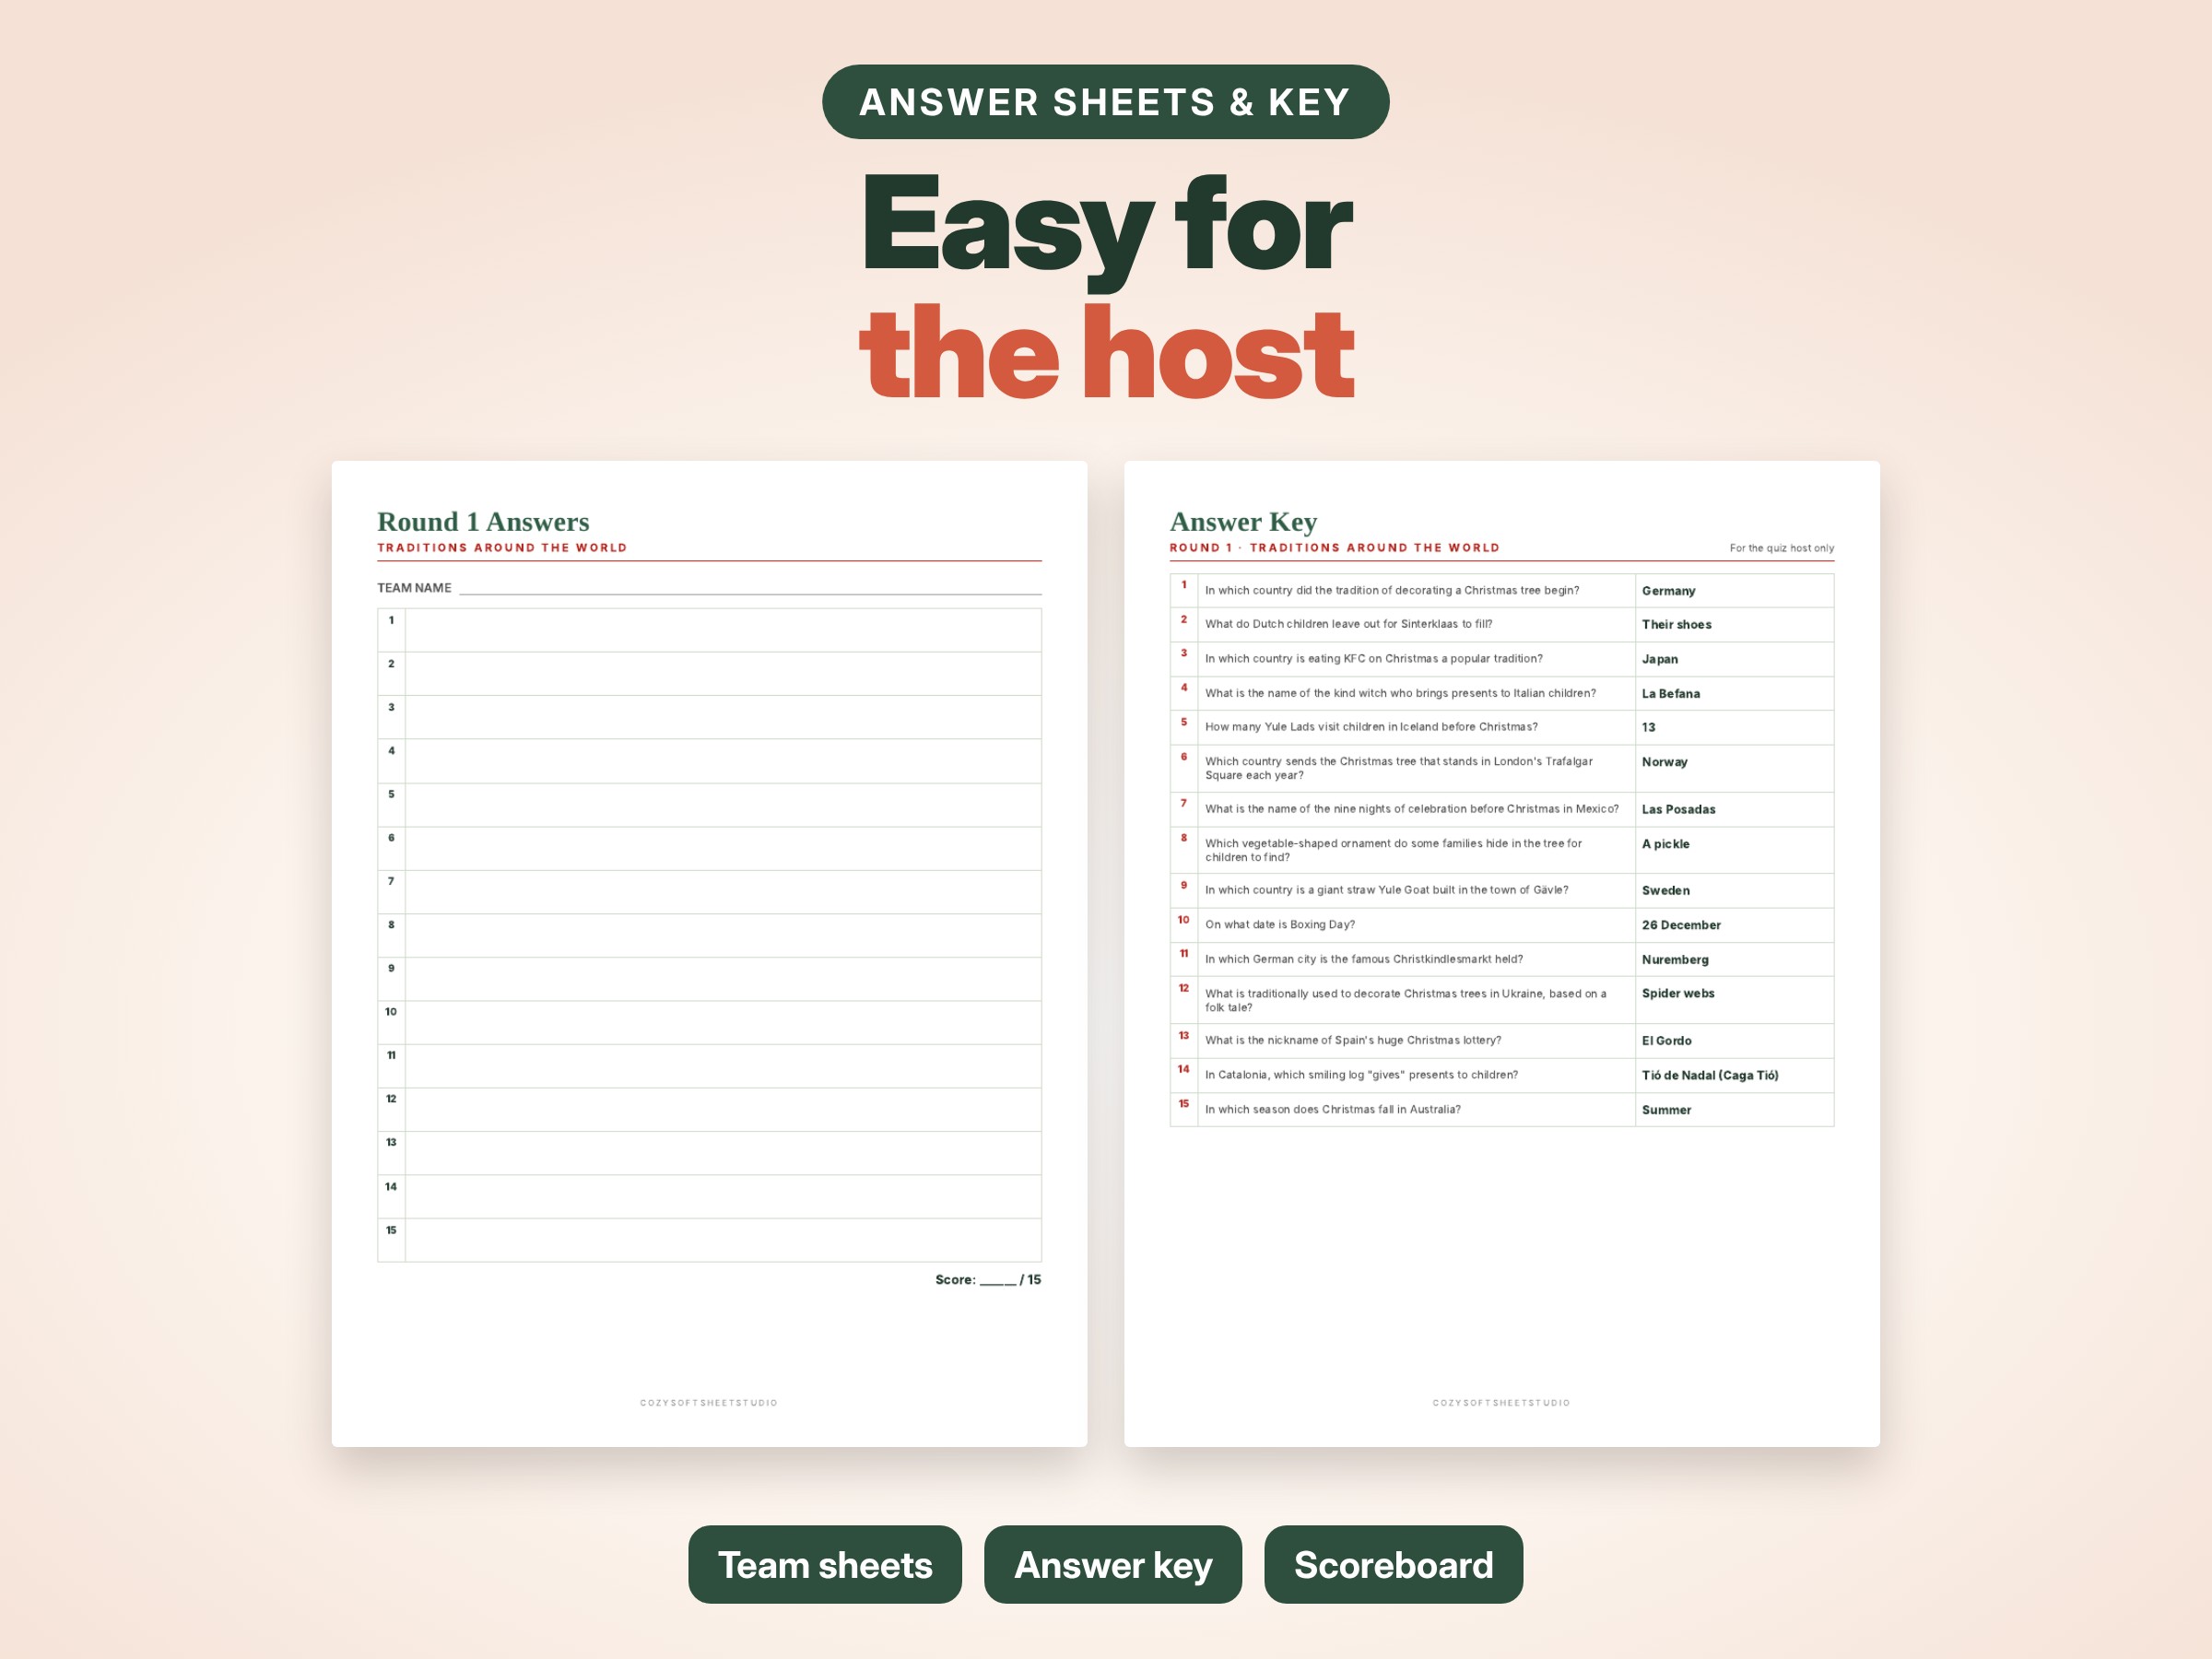 ANSWER SHEETS & KEY
Easy for
the host
Round 1 Answers
TRADITIONS AROUND THE WORLD
TEAM NAME
1
2
3
4
5
6
7
8
9
10
11
12
13
14
15
Score: _____ / 15
COZYSOFTSHEETSTUDIO
Answer Key
ROUND 1 · TRADITIONS AROUND THE WORLD For the quiz host only
1 In which country did the tradition of decorating a Christmas tree begin? Germany
2 What do Dutch children leave out for Sinterklaas to fill? Their shoes
3 In which country is eating KFC on Christmas a popular tradition? Japan
4 What is the name of the kind witch who brings presents to Italian children? La Befana
5 How many Yule Lads visit children in Iceland before Christmas? 13
6 Which country sends the Christmas tree that stands in London's Trafalgar Norway
Square each year?
7 What is the name of the nine nights of celebration before Christmas in Mexico? Las Posadas
8 Which vegetable-shaped ornament do some families hide in the tree for A pickle
children to find?
9 In which country is a giant straw Yule Goat built in the town of Gävle? Sweden
10 On what date is Boxing Day? 26 December
11 In which German city is the famous Christkindlesmarkt held? Nuremberg
12 What is traditionally used to decorate Christmas trees in Ukraine, based on a Spider webs
folk tale?
13 What is the nickname of Spain's huge Christmas lottery? El Gordo
14 In Catalonia, which smiling log "gives" presents to children? Tió de Nadal (Caga Tió)
15 In which season does Christmas fall in Australia? Summer
COZYSOFTSHEETSTUDIO
Team sheets
Answer key
Scoreboard